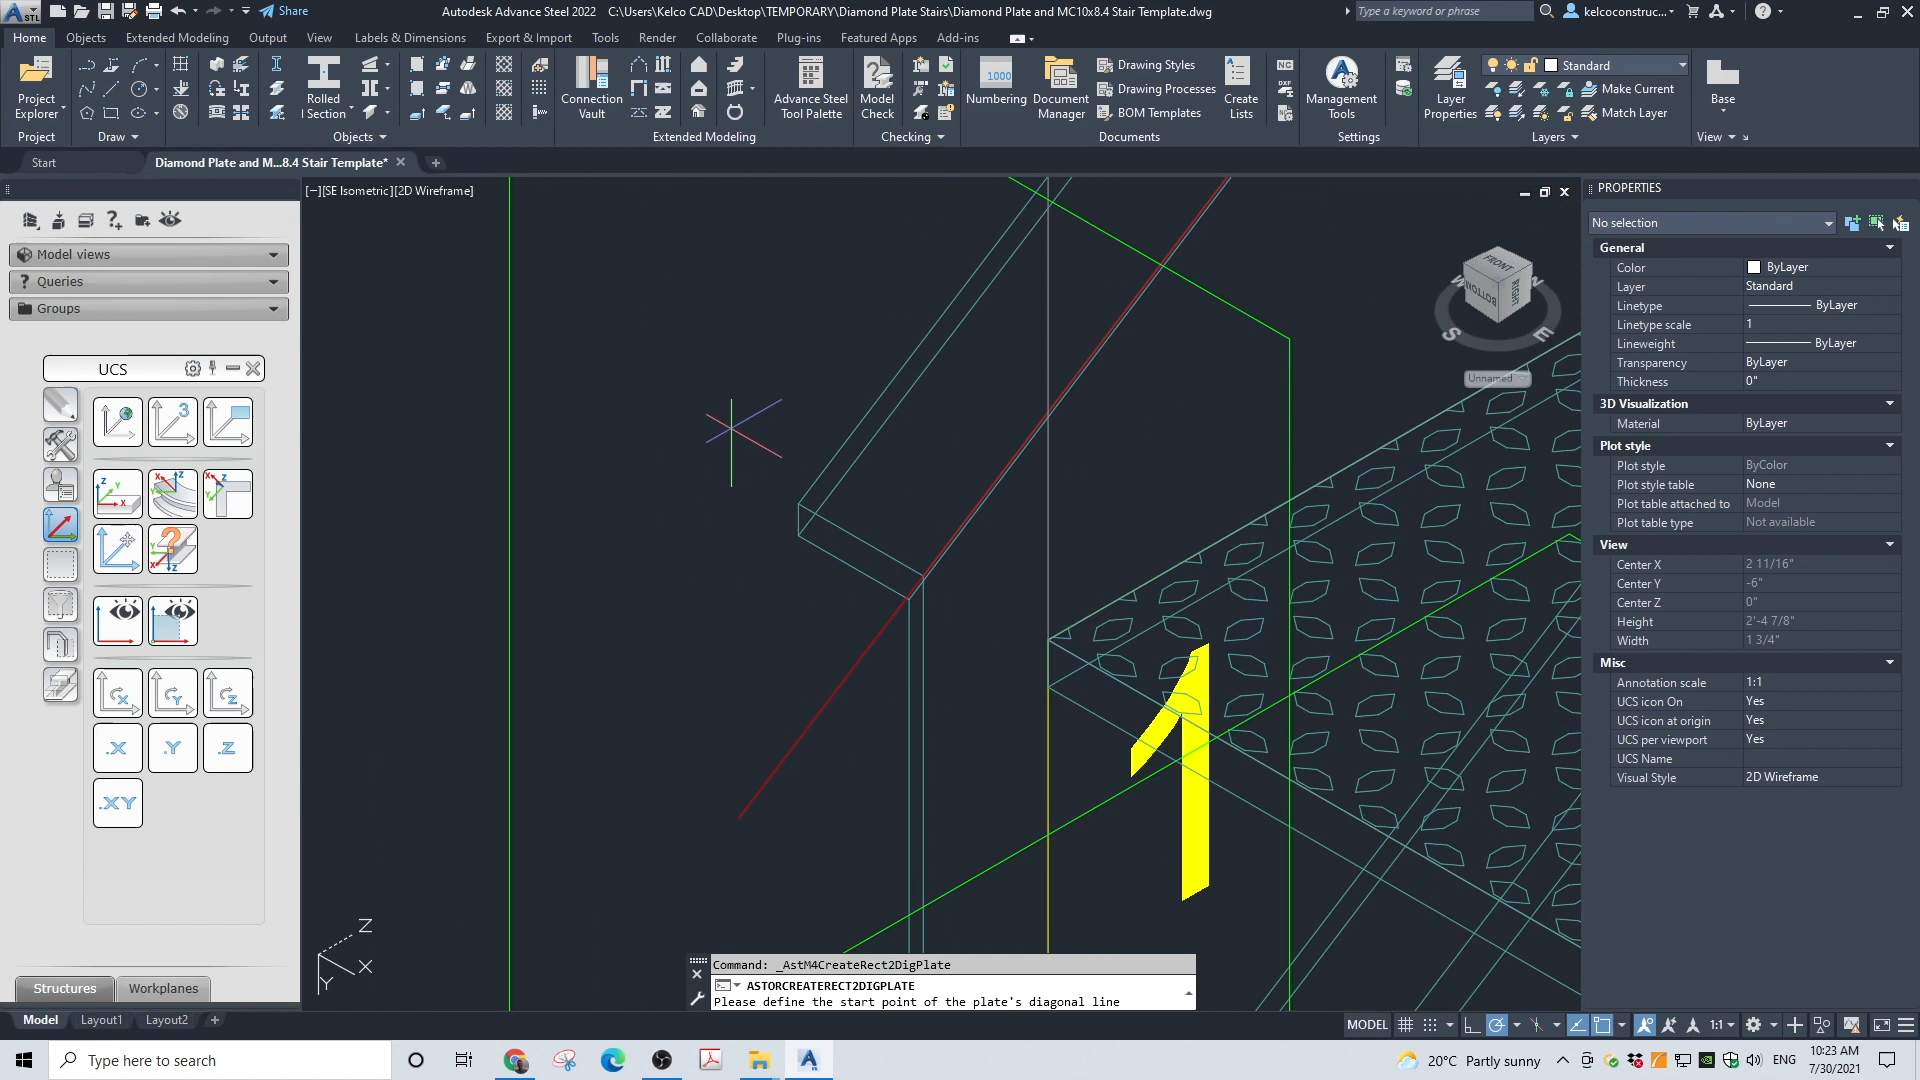 Share
Autodesk Advance Steel 2022
C:\Users\Kelco CAD\Desktop\TEMPORARY\Diamond Plate Stairs\Diamond Plate and MC10x8.4 Stair Template.dwg
Type a keyword or phrase
kelcoconstruc...
Home
Objects
Extended Modeling
Output
View
Labels & Dimensions
Export & Import
Tools
Render
Collaborate
Plug-ins
Featured Apps
Add-ins
Project
Explorer
Rolled
I Section
Connection
Vault
Advance Steel
Tool Palette
Model
Check
1000
Numbering
Document
Manager
Drawing Styles
Drawing Processes
BOM Templates
Create
Lists
NC
DXF
Management
Tools
Layer
Properties
Standard
Make Current
Match Layer
Base
Project
Draw
Objects
Extended Modeling
Checking
Documents
Settings
Layers
View
Start
Diamond Plate and M...8.4 Stair Template*
[−][SE Isometric][2D Wireframe]
Model views
Queries
Groups
UCS
3
.X
.Y
.Z
.XY
Structures
Workplanes
Z
X
Y
1
FRONT
RIGHT
BOTTOM
W
N
S
E
Unnamed
Command: _AstM4CreateRect2DigPlate
ASTORCREATERECT2DIGPLATE
Please define the start point of the plate's diagonal line
PROPERTIES
No selection
General
Color ByLayer
Layer Standard
Linetype ByLayer
Linetype scale 1
Lineweight ByLayer
Transparency ByLayer
Thickness 0"
3D Visualization
Material ByLayer
Plot style
Plot style ByColor
Plot style table None
Plot table attached to Model
Plot table type Not available
View
Center X 2 11/16"
Center Y -6"
Center Z 0"
Height 2'-4 7/8"
Width 1 3/4"
Misc
Annotation scale 1:1
UCS icon On Yes
UCS icon at origin Yes
UCS per viewport Yes
UCS Name
Visual Style 2D Wireframe
Model
Layout1
Layout2
MODEL
1:1
Type here to search
20°C Partly sunny
ENG
10:23 AM
7/30/2021